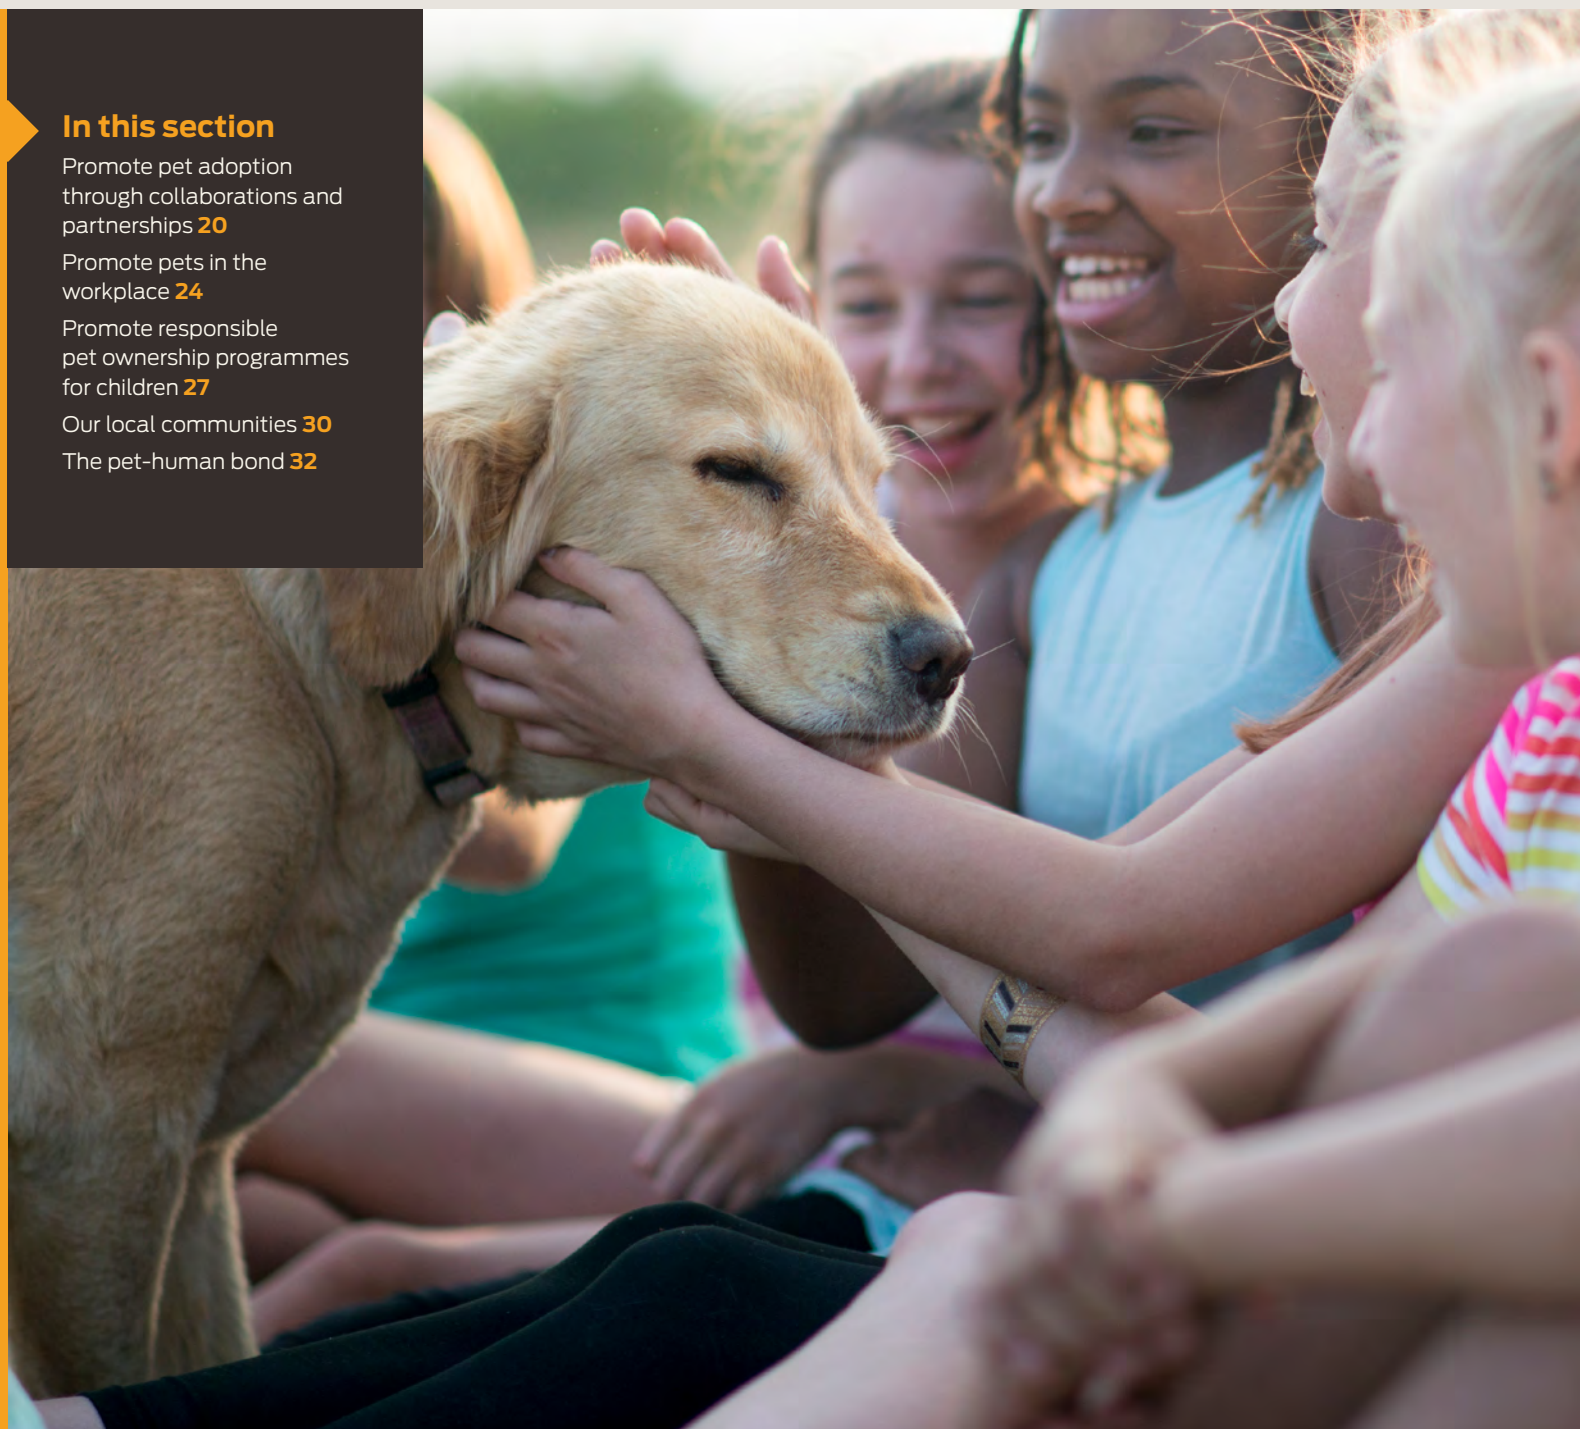 In this section
Promote pet adoption
through collaborations and
partnerships 20
Promote pets in the
workplace 24
Promote responsible
pet ownership programmes
for children 27
Our local communities 30
The pet-human bond 32